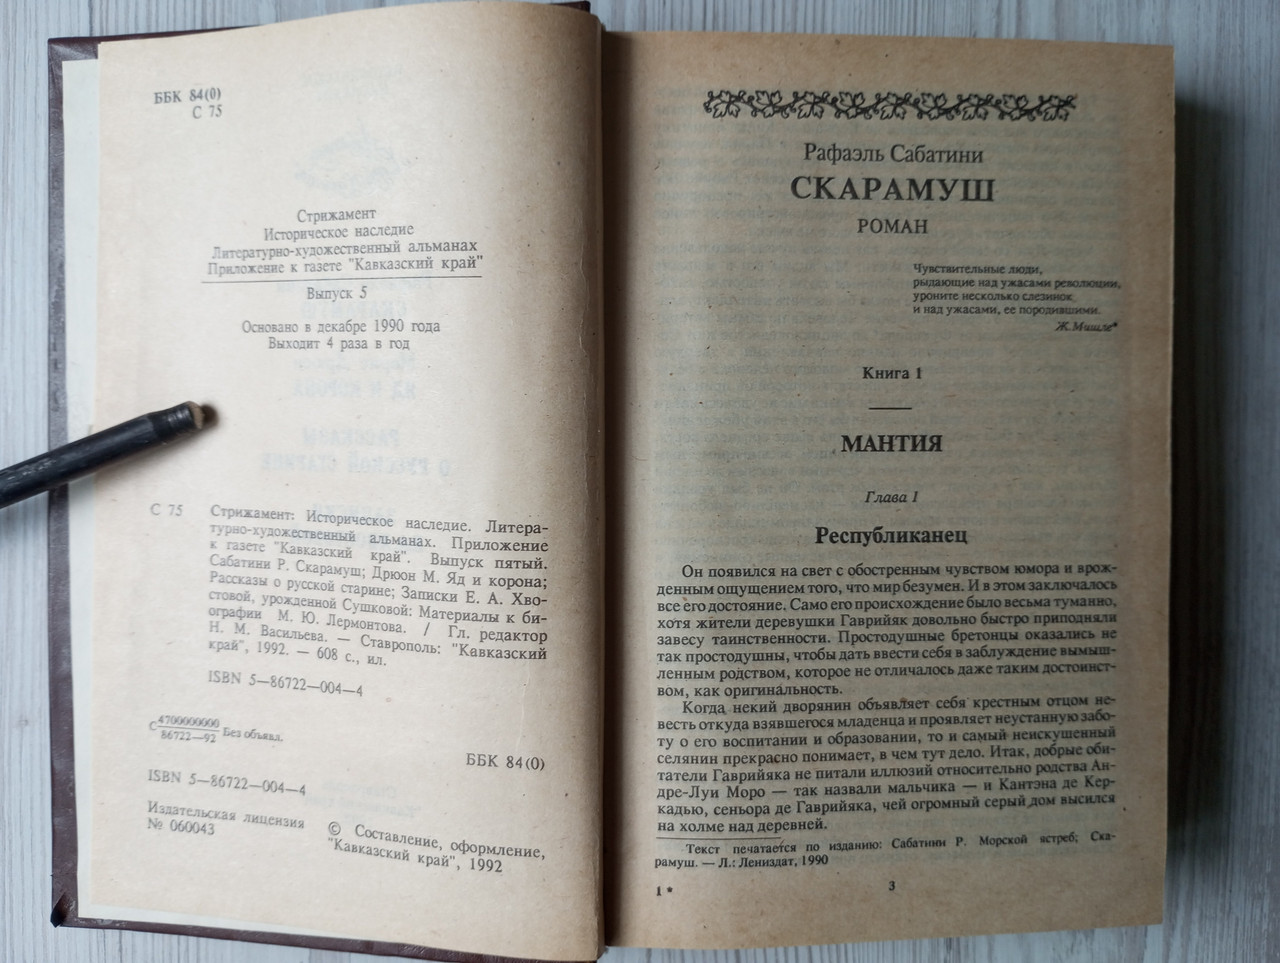 ББК 84(0)
С 75
Стрижамент
Историческое наследие
Литературно-художественный альманах
Приложение к газете "Кавказский край"
Выпуск 5
Основано в декабре 1990 года
Выходит 4 раза в год
С 75 Стрижамент: Историческое наследие. Литера-
турно-художественный альманах. Приложение
к газете "Кавказский край". Выпуск пятый.
Сабатини Р. Скарамуш; Дрюон М. Яд и корона;
Рассказы о русской старине; Записки Е. А. Хво-
стовой, урожденной Сушковой: Материалы к би-
ографии М. Ю. Лермонтова. / Гл. редактор
Н. М. Васильева. — Ставрополь: "Кавказский
край", 1992. — 608 с., ил.
ISBN 5—86722—004—4
С 4700000000
86722—92 Без объявл.
ББК 84(0)
ISBN 5—86722—004—4
Издательская лицензия
№ 060043
© Составление, оформление,
"Кавказский край", 1992
Рафаэль Сабатини
СКАРАМУШ
РОМАН
Чувствительные люди,
рыдающие над ужасами революции,
уроните несколько слезинок
и над ужасами, ее породившими.
Ж.Мишле*
Книга 1
МАНТИЯ
Глава 1
Республиканец
Он появился на свет с обостренным чувством юмора и врож-
денным ощущением того, что мир безумен. И в этом заключалось
все его достояние. Само его происхождение было весьма туманно,
хотя жители деревушки Гаврийяк довольно быстро приподняли
завесу таинственности. Простодушные бретонцы оказались не
так простодушны, чтобы дать ввести себя в заблуждение вымыш-
ленным родством, которое не отличалось даже таким достоинст-
вом, как оригинальность.
Когда некий дворянин объявляет себя крестным отцом не-
весть откуда взявшегося младенца и проявляет неустанную забо-
ту о его воспитании и образовании, то и самый неискушенный
селянин прекрасно понимает, в чем тут дело. Итак, добрые оби-
татели Гаврийяка не питали иллюзий относительно родства Ан-
дре-Луи Моро — так назвали мальчика — и Кантэна де Кер-
кадью, сеньора де Гаврийяка, чей огромный серый дом высился
на холме над деревней.
Текст печатается по изданию: Сабатини Р. Морской ястреб; Ска-
рамуш. — Л.: Лениздат, 1990
1 *
3